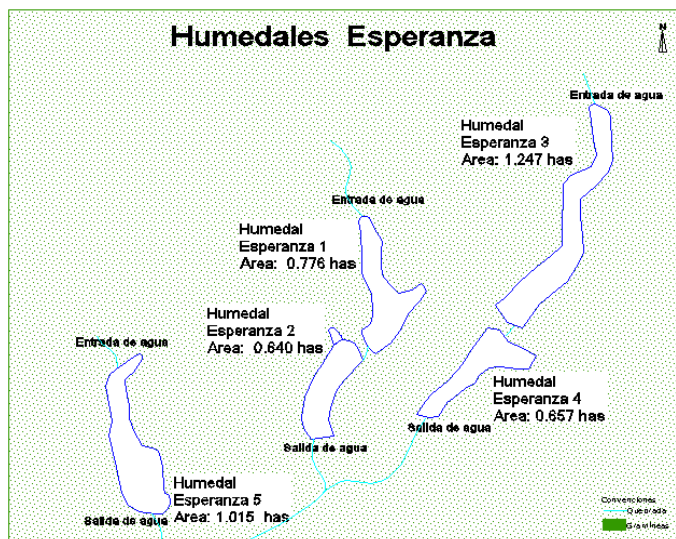 Humedales Esperanza
N
Entrada de agua
Humedal
Esperanza 3
Area: 1.247 has
Entrada de agua
Humedal
Esperanza 1
Area: 0.776 has
Humedal
Esperanza 2
Area: 0.640 has
Entrada de agua
Humedal
Esperanza 4
Area: 0.657 has
Salida de agua
Salida de agua
Humedal
Esperanza 5
Area: 1.015 has
Salida de agua
Convenciones
Quebrada
Gramíneas